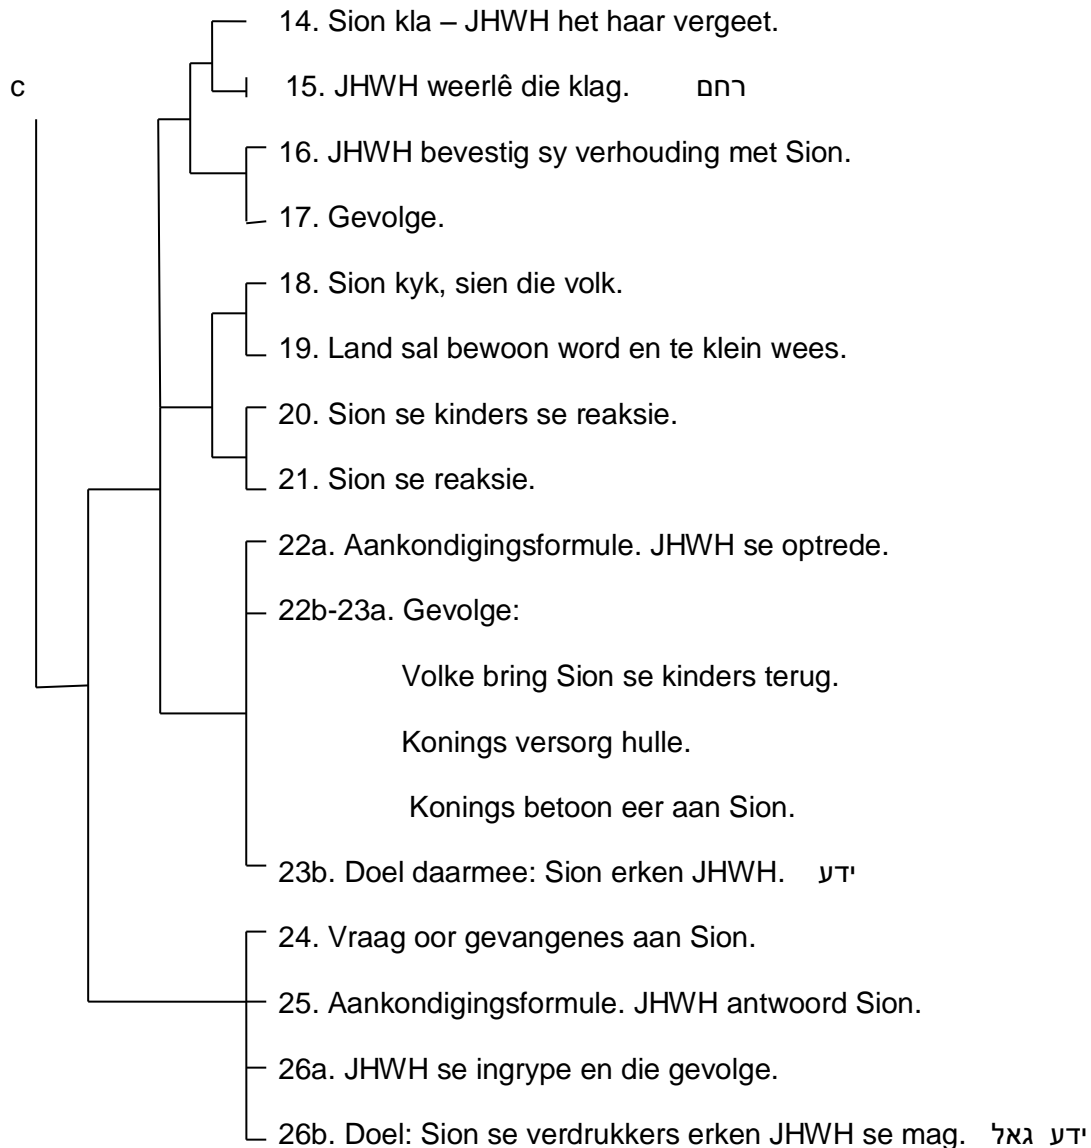 14. Sion kla – JHWH het haar vergeet.
c
15. JHWH weerlê die klag. רחם
16. JHWH bevestig sy verhouding met Sion.
17. Gevolge.
18. Sion kyk, sien die volk.
19. Land sal bewoon word en te klein wees.
20. Sion se kinders se reaksie.
21. Sion se reaksie.
22a. Aankondigingsformule. JHWH se optrede.
22b-23a. Gevolge:
Volke bring Sion se kinders terug.
Konings versorg hulle.
Konings betoon eer aan Sion.
23b. Doel daarmee: Sion erken JHWH. ידע
24. Vraag oor gevangenes aan Sion.
25. Aankondigingsformule. JHWH antwoord Sion.
26a. JHWH se ingrype en die gevolge.
26b. Doel: Sion se verdrukkers erken JHWH se mag. ידע גאל